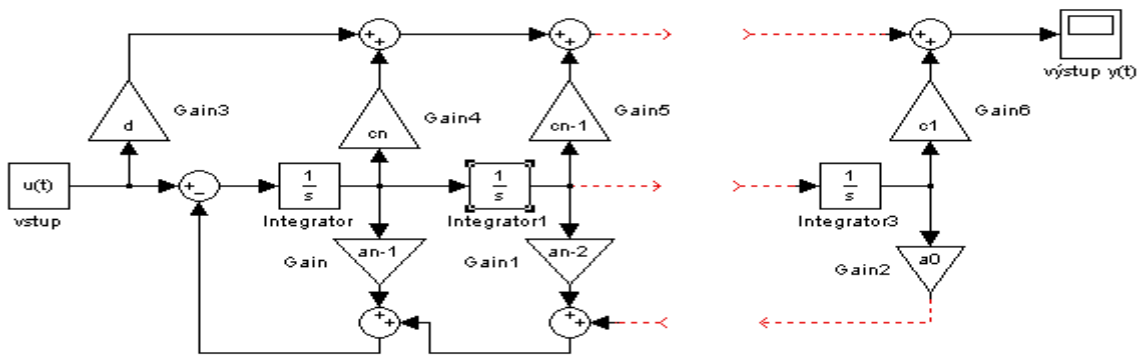 +
+
+
+
+
+
výstup y(t)
Gain3
Gain4
Gain5
Gain6
d
cn
cn-1
c1
u(t)
vstup
+
−
1
s
Integrator
1
s
Integrator1
1
s
Integrator3
Gain
an-1
Gain1
an-2
Gain2
a0
+
+
+
+